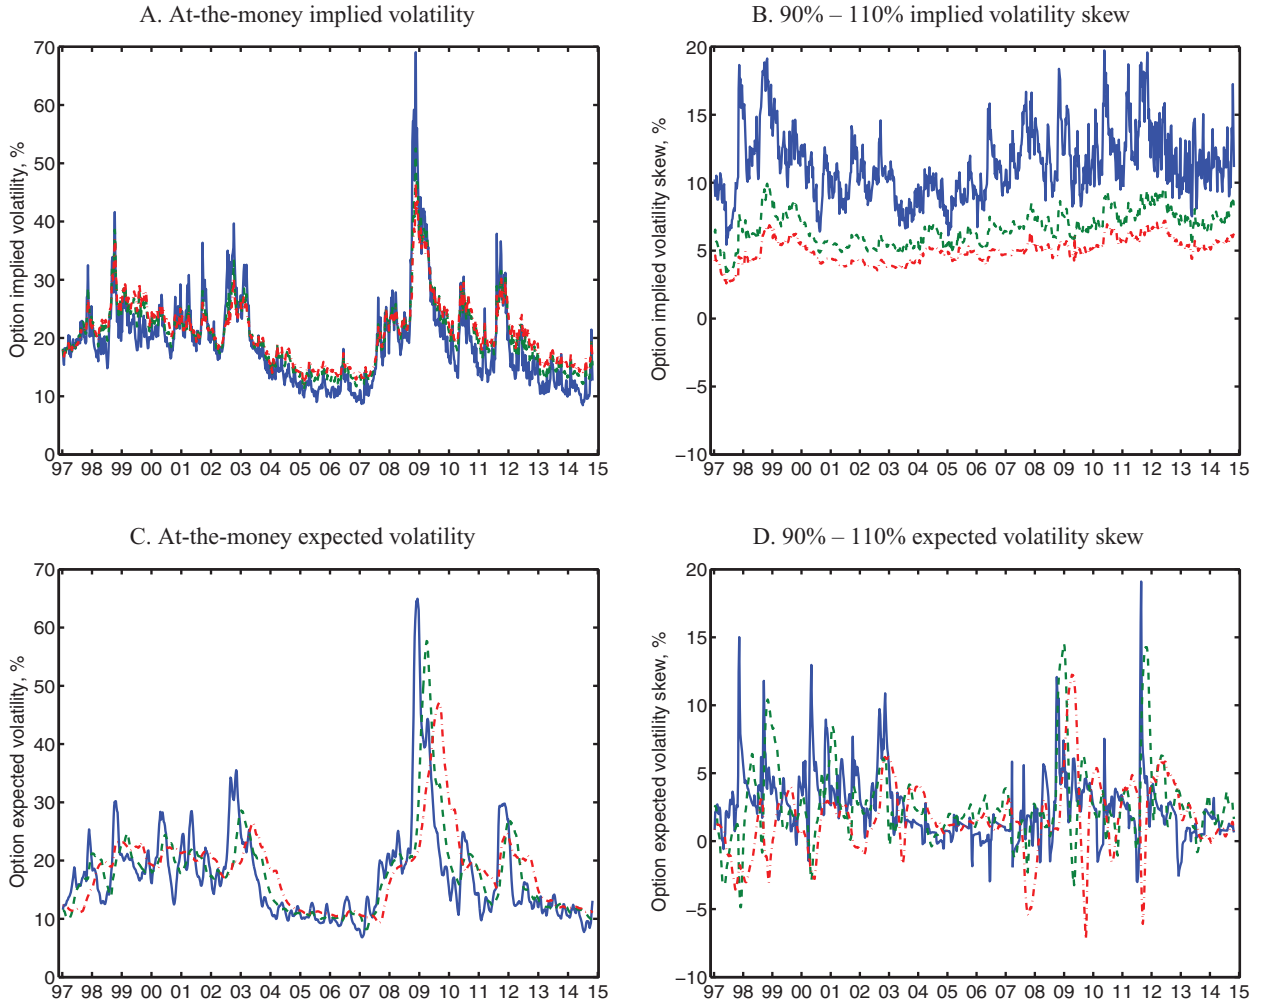 A. At-the-money implied volatility
70
60
50
40
30
20
10
0
Option implied volatility, %
97 98 99 00 01 02 03 04 05 06 07 09 10 12 13 14 15
B. 90% – 110% implied volatility skew
20
15
10
5
0
−5
−10
Option implied volatility skew, %
97 98 99 00 01 02 03 04 05 06 07 09 10 11 12 13 14 15
C. At-the-money expected volatility
70
60
50
40
30
20
10
0
Option expected volatility, %
97 98 99 00 01 02 03 04 05 06 07 09 10 12 13 14 15
D. 90% – 110% expected volatility skew
20
15
10
5
0
−5
−10
Option expected volatility skew, %
97 98 99 00 01 02 03 04 05 06 07 09 10 11 12 13 14 15